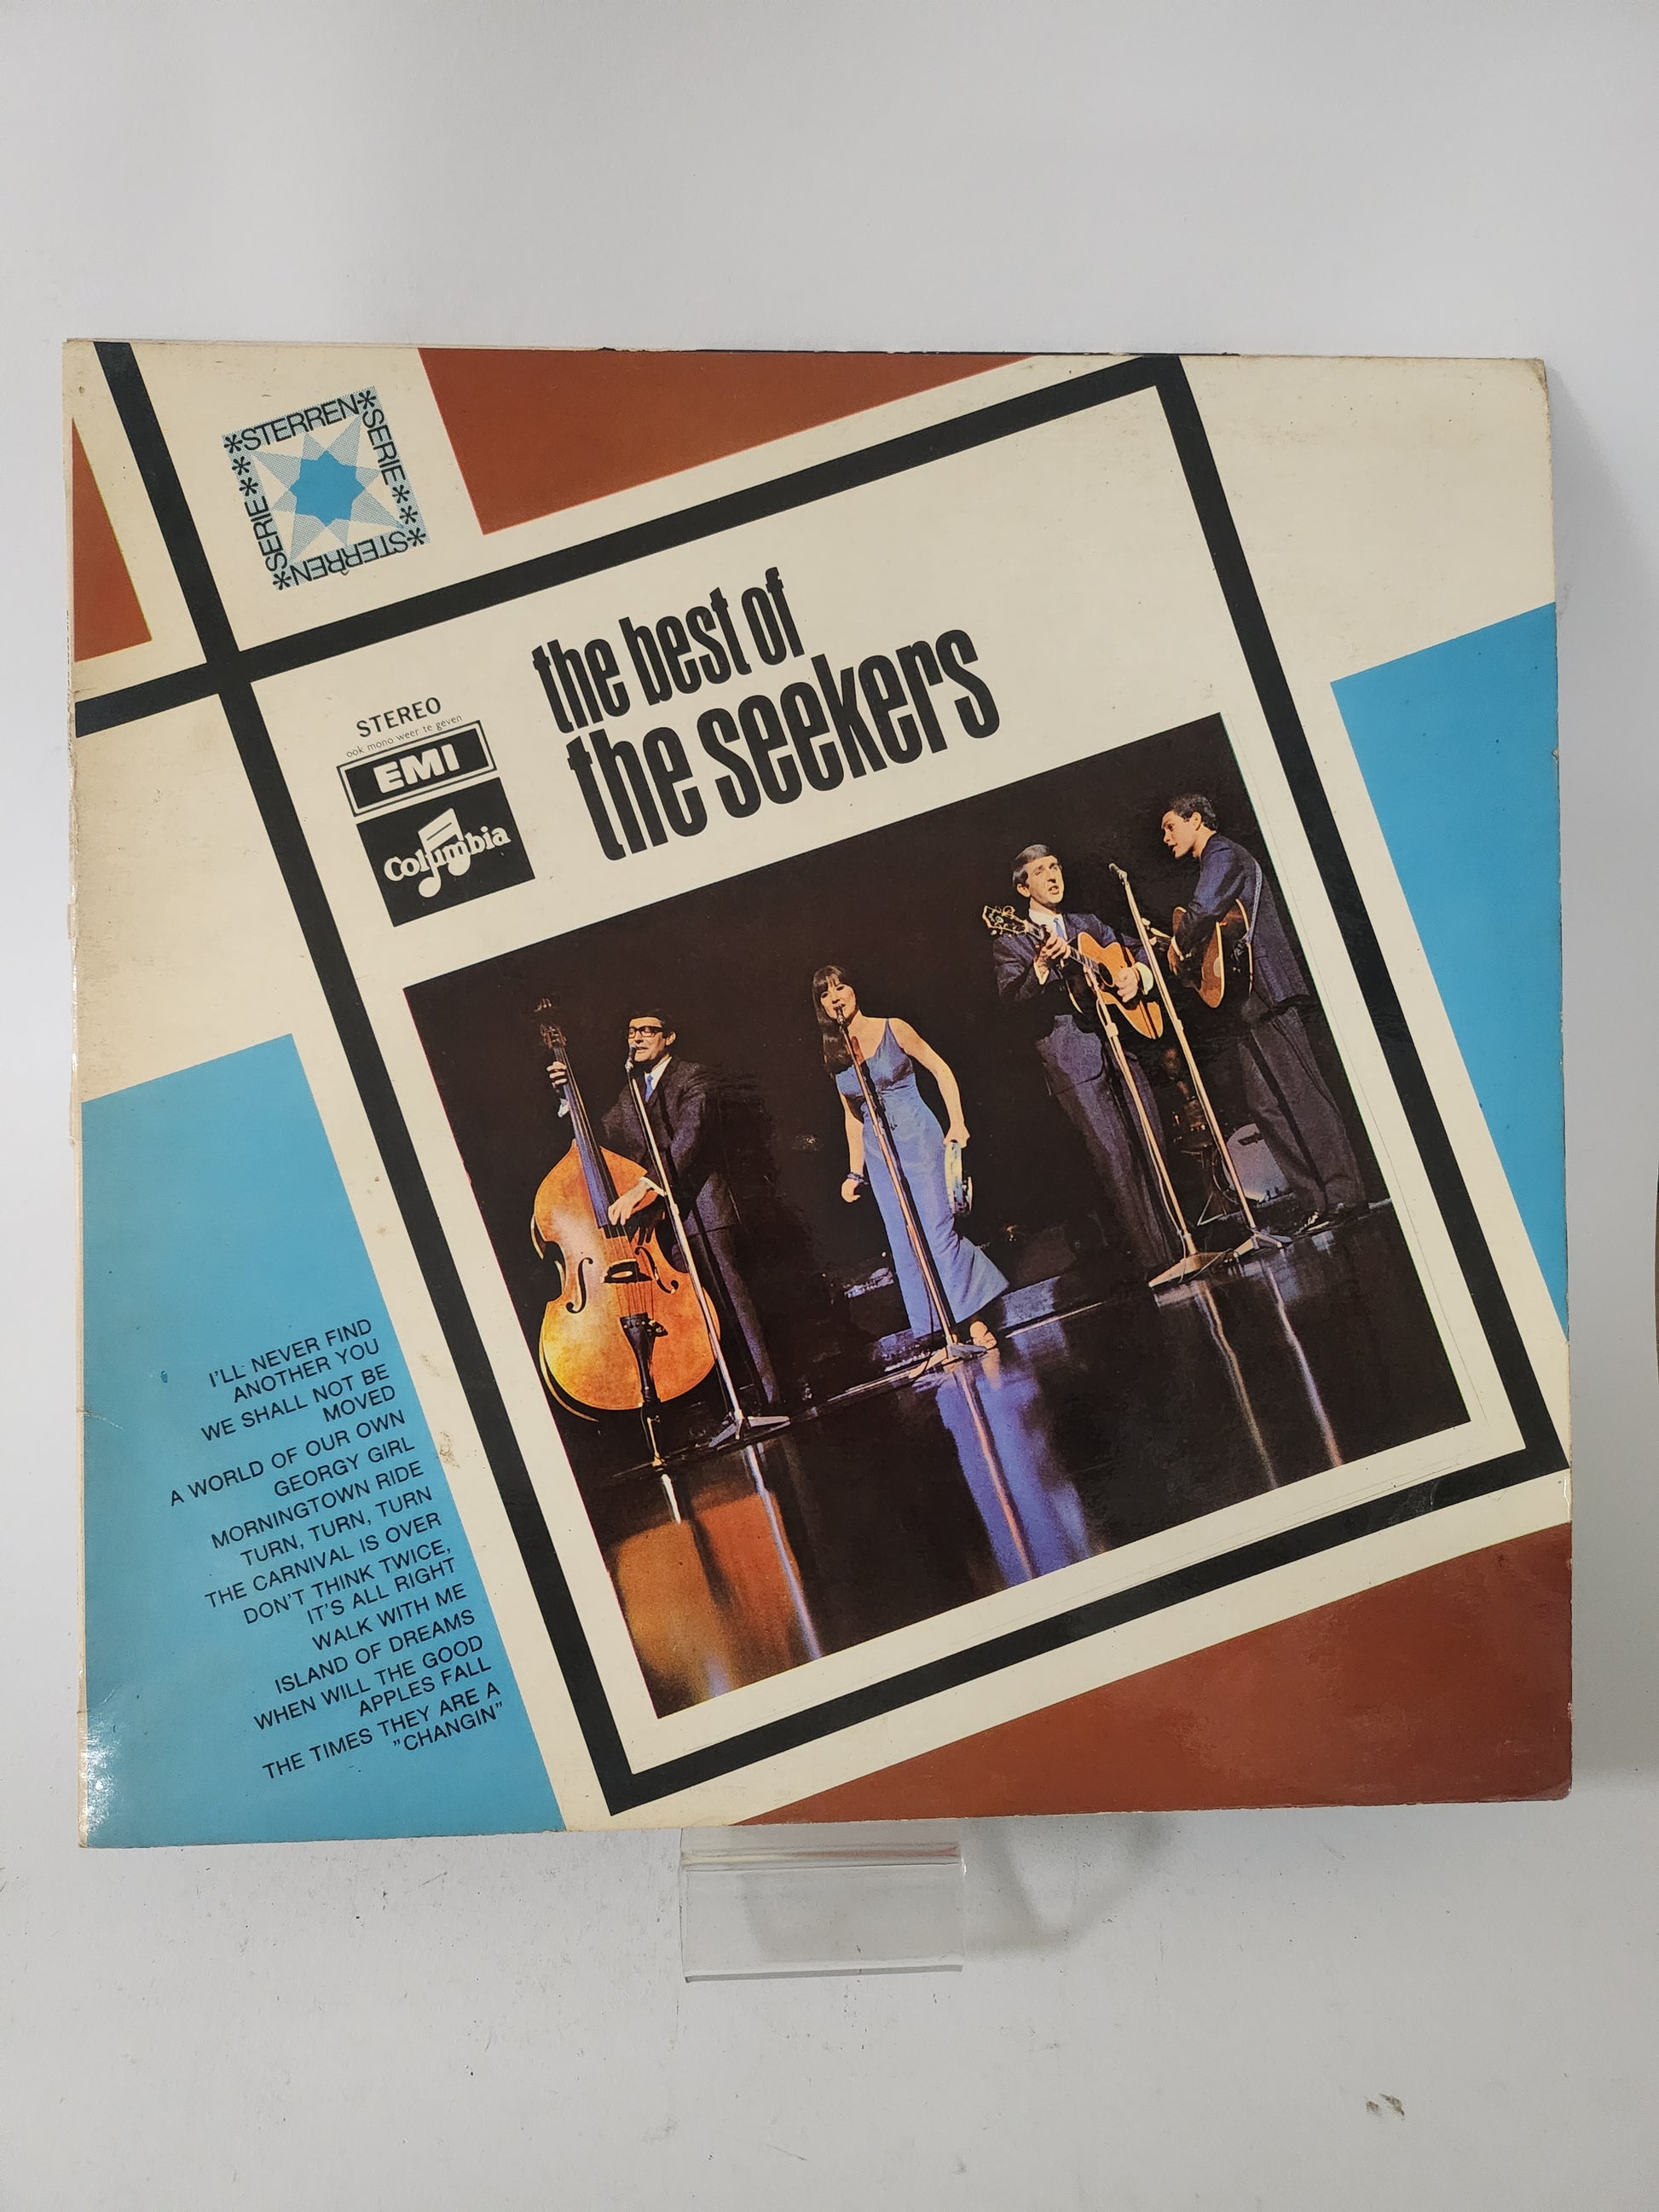 *STERREN*
SERIE***
*STERREN
*SERIE**
the best of
the seekers
STEREO
ook mono weer te geven
EMI
Columbia
I'LL NEVER FIND
ANOTHER YOU
WE SHALL NOT BE
MOVED
A WORLD OF OUR OWN
GEORGY GIRL
MORNINGTOWN RIDE
TURN, TURN, TURN
THE CARNIVAL IS OVER
DON'T THINK TWICE,
IT'S ALL RIGHT
WALK WITH ME
ISLAND OF DREAMS
WHEN WILL THE GOOD
APPLES FALL
THE TIMES THEY ARE A
"CHANGIN"